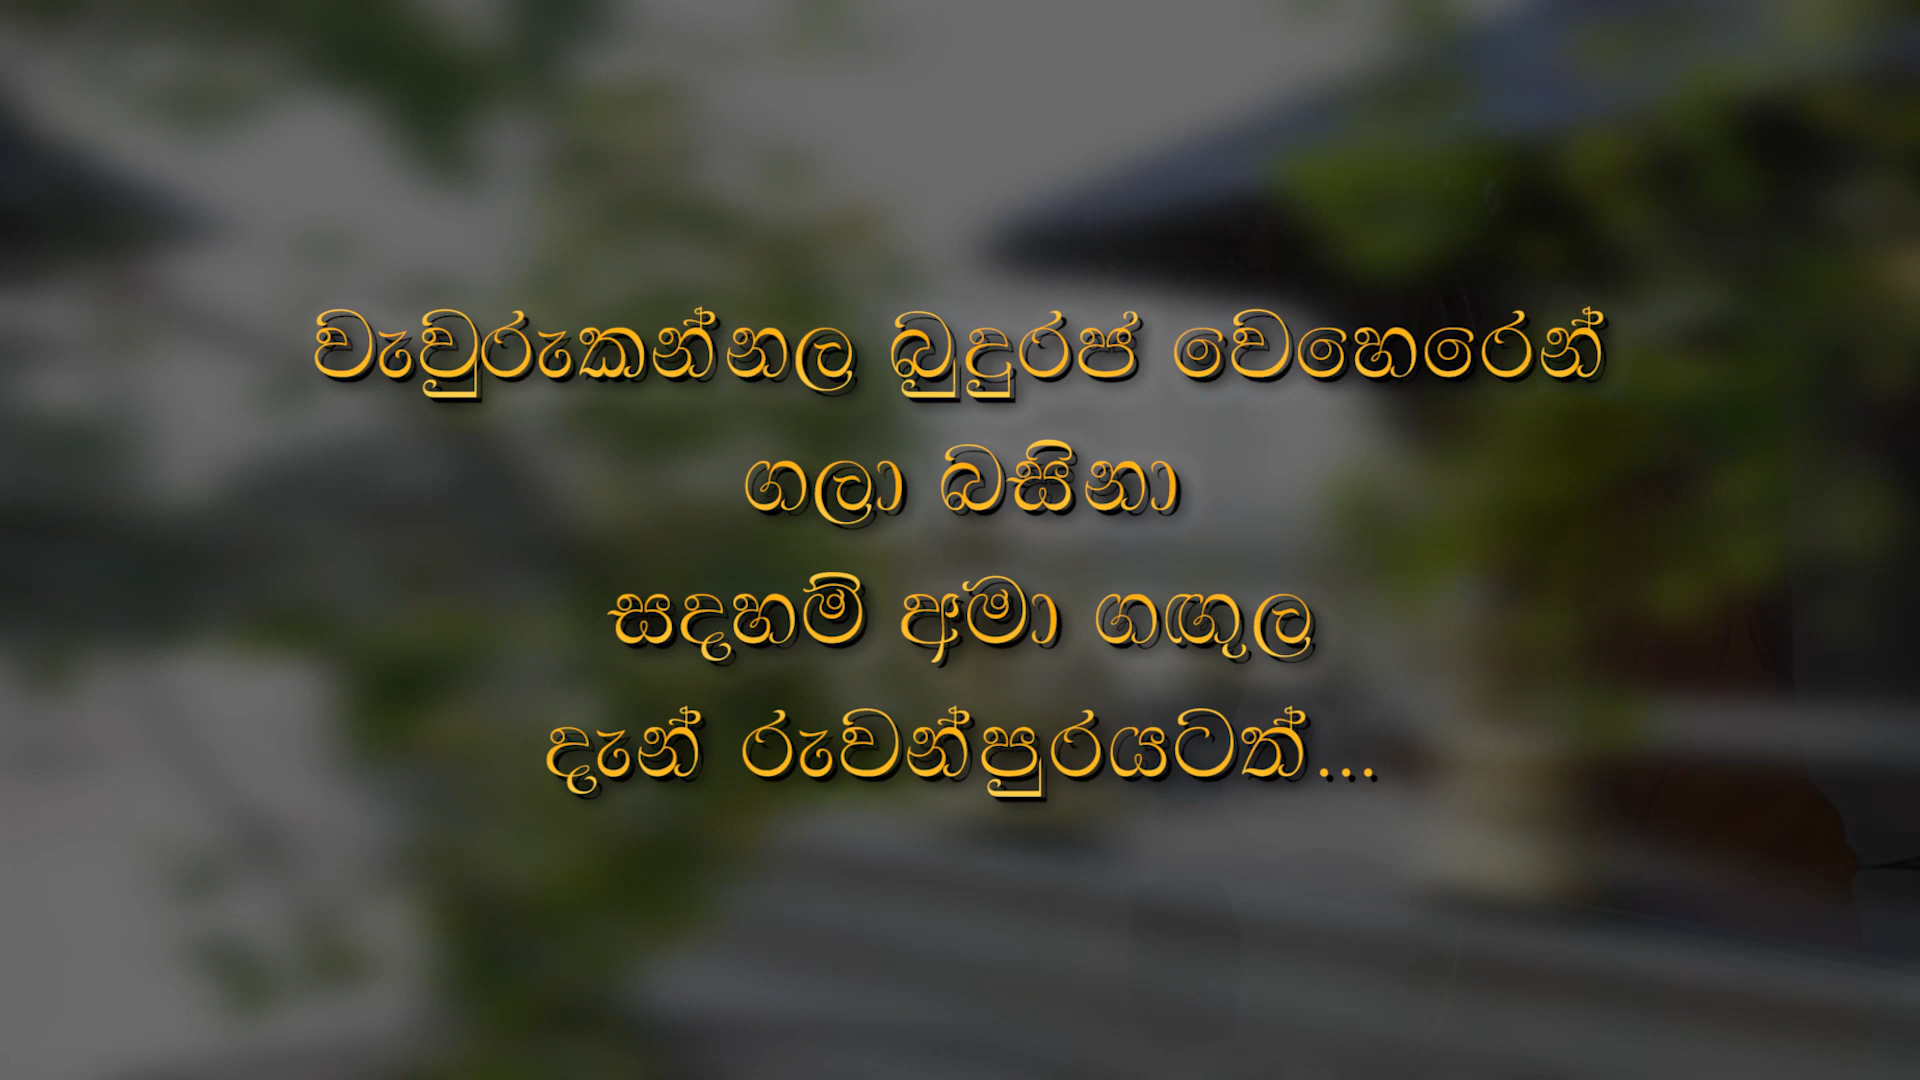 වැවුරුකන්නල බුදුරජ වෙහෙරෙන්
ගලා බසිනා
සදහම් අමා ගඟුල
දැන් රුවන්පුරයටත්...